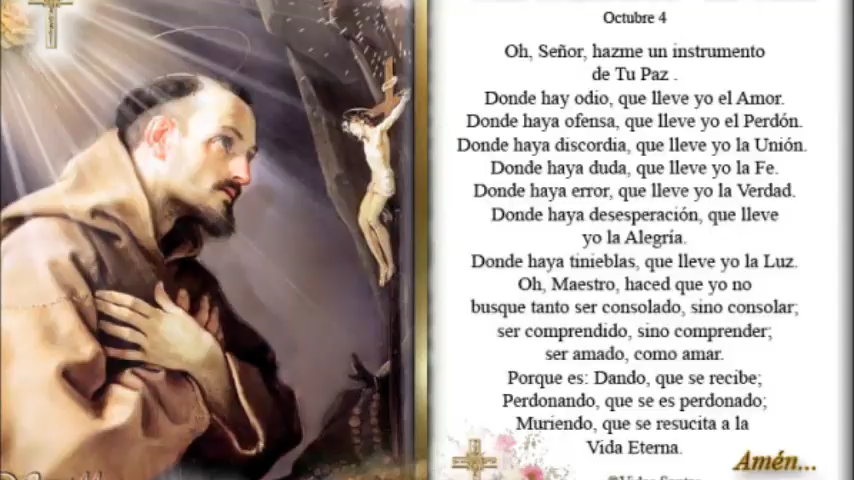 Octubre 4
Oh, Señor, hazme un instrumento
de Tu Paz .
Donde hay odio, que lleve yo el Amor.
Donde haya ofensa, que lleve yo el Perdón.
Donde haya discordia, que lleve yo la Unión.
Donde haya duda, que lleve yo la Fe.
Donde haya error, que lleve yo la Verdad.
Donde haya desesperación, que lleve
yo la Alegría.
Donde haya tinieblas, que lleve yo la Luz.
Oh, Maestro, haced que yo no
busque tanto ser consolado, sino consolar;
ser comprendido, sino comprender;
ser amado, como amar.
Porque es: Dando, que se recibe;
Perdonando, que se es perdonado;
Muriendo, que se resucita a la
Vida Eterna.
Amén...